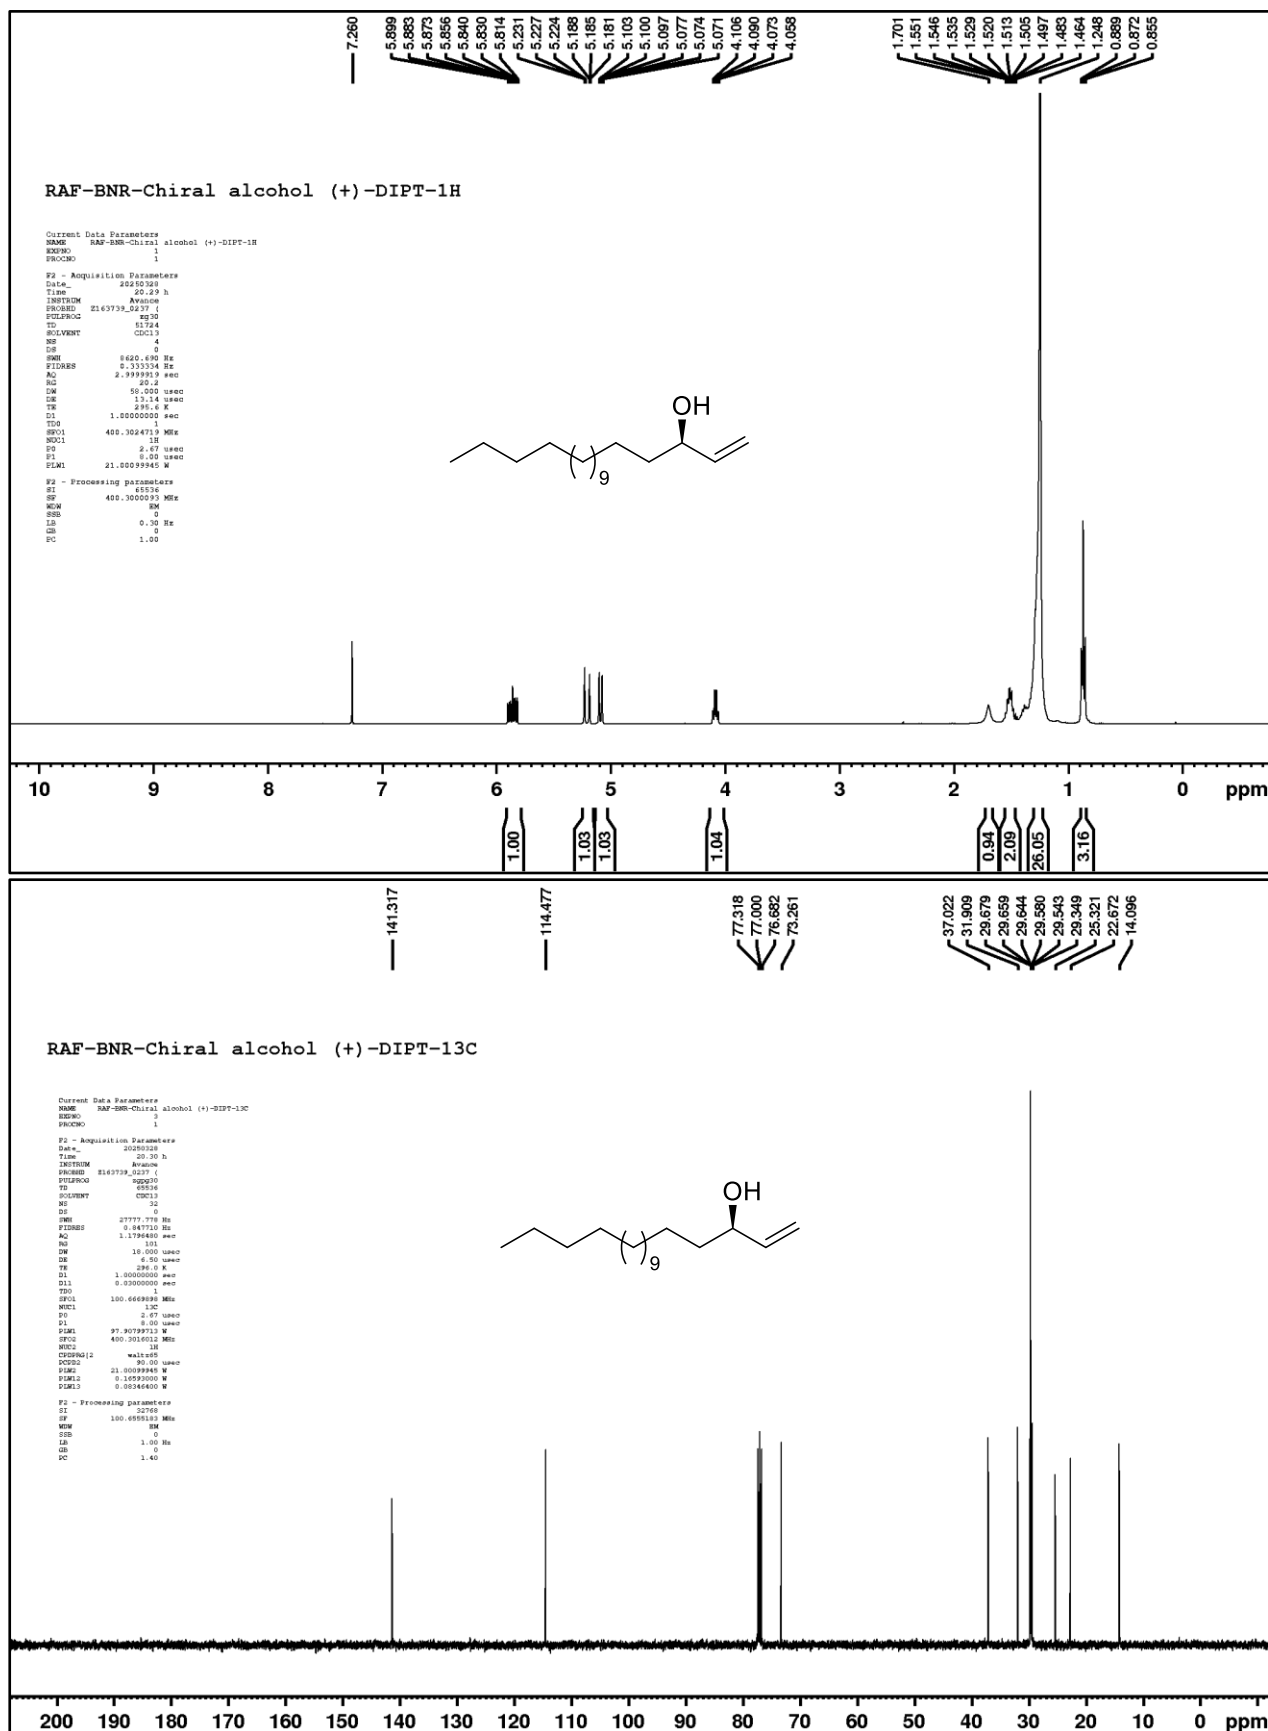 7.260
5.899
5.883
5.873
5.856
5.840
5.830
5.814
5.231
5.227
5.224
5.188
5.185
5.181
5.103
5.100
5.097
5.077
5.074
5.071
4.106
4.090
4.073
4.058
1.701
1.551
1.546
1.535
1.529
1.520
1.513
1.505
1.497
1.483
1.464
1.248
0.889
0.872
0.855
RAF-BNR-Chiral alcohol (+)-DIPT-1H
Current Data Parameters
NAME RAF-BNR-Chiral alcohol (+)-DIPT-1H
EXPNO 1
PROCNO 1
F2 - Acquisition Parameters
Date_ 20250328
Time 20.29 h
INSTRUM Avance
PROBHD Z163739_0237 (
PULPROG zg30
TD 51724
SOLVENT CDCl3
NS 4
DS 0
SWH 8620.690 Hz
FIDRES 0.333334 Hz
AQ 2.9999919 sec
RG 20.2
DW 58.000 usec
DE 13.14 usec
TE 295.6 K
D1 1.00000000 sec
TD0 1
SFO1 400.3024719 MHz
NUC1 1H
P0 2.67 usec
P1 8.00 usec
PLW1 21.00099945 W
F2 - Processing parameters
SI 65536
SF 400.3000093 MHz
WDW EM
SSB 0
LB 0.30 Hz
GB 0
PC 1.00
OH
9
10 9 8 7 6 5 4 3 2 1 0 ppm
1.00
1.03
1.03
1.04
0.94
2.09
26.05
3.16
141.317
114.477
77.318
77.000
76.682
73.261
37.022
31.909
29.679
29.659
29.644
29.580
29.543
29.349
25.321
22.672
14.096
RAF-BNR-Chiral alcohol (+)-DIPT-13C
Current Data Parameters
NAME RAF-BNR-Chiral alcohol (+)-DIPT-13C
EXPNO 3
PROCNO 1
F2 - Acquisition Parameters
Date_ 20250328
Time 20.30 h
INSTRUM Avance
PROBHD Z163739_0237 (
PULPROG zgpg30
TD 65536
SOLVENT CDCl3
NS 32
DS 0
SWH 27777.778 Hz
FIDRES 0.847710 Hz
AQ 1.1796480 sec
RG 101
DW 18.000 usec
DE 6.50 usec
TE 296.0 K
D1 1.00000000 sec
D11 0.03000000 sec
TD0 1
SFO1 100.6669898 MHz
NUC1 13C
P0 2.67 usec
P1 8.00 usec
PLW1 97.90799713 W
SFO2 400.3016012 MHz
NUC2 1H
CPDPRG[2 waltz65
PCPD2 90.00 usec
PLW2 21.00099945 W
PLW12 0.16593000 W
PLW13 0.08346400 W
F2 - Processing parameters
SI 32768
SF 100.6555183 MHz
WDW EM
SSB 0
LB 1.00 Hz
GB 0
PC 1.40
OH
9
200 190 180 170 160 150 140 130 120 110 100 90 80 70 60 50 40 30 20 10 0 ppm